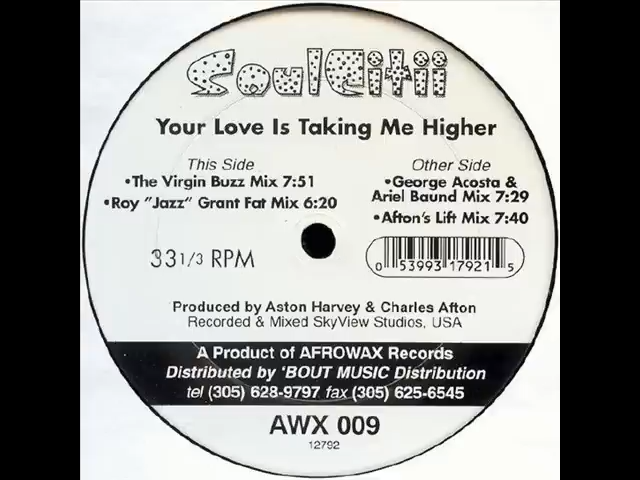 SoulCitii
Your Love Is Taking Me Higher
This Side
•The Virgin Buzz Mix 7:51
•Roy "Jazz" Grant Fat Mix 6:20
Other Side
•George Acosta &
Ariel Baund Mix 7:29
•Afton's Lift Mix 7:40
33 1/3 RPM
0 53993 17921 5
Produced by Aston Harvey & Charles Afton
Recorded & Mixed SkyView Studios, USA
A Product of AFROWAX Records
Distributed by 'BOUT MUSIC Distribution
tel (305) 628-9797 fax (305) 625-6545
AWX 009
12792